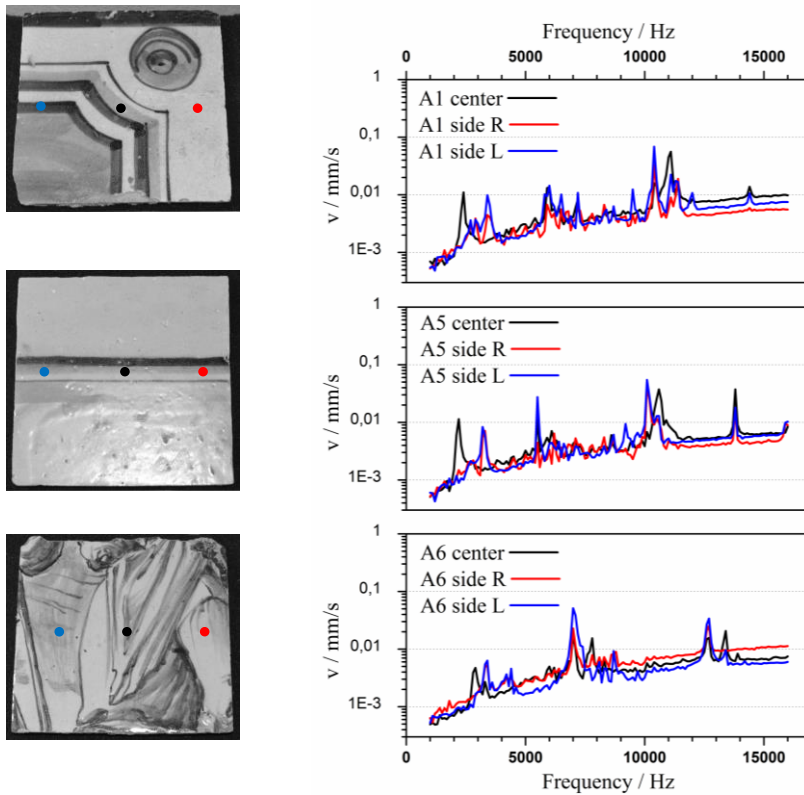 Frequency / Hz
0 5000 10000 15000
1
0,1
0,01
1E-3
v / mm/s
A1 center
A1 side R
A1 side L
1
0,1
0,01
1E-3
v / mm/s
A5 center
A5 side R
A5 side L
1
0,1
0,01
1E-3
v / mm/s
A6 center
A6 side R
A6 side L
0 5000 10000 15000
Frequency / Hz